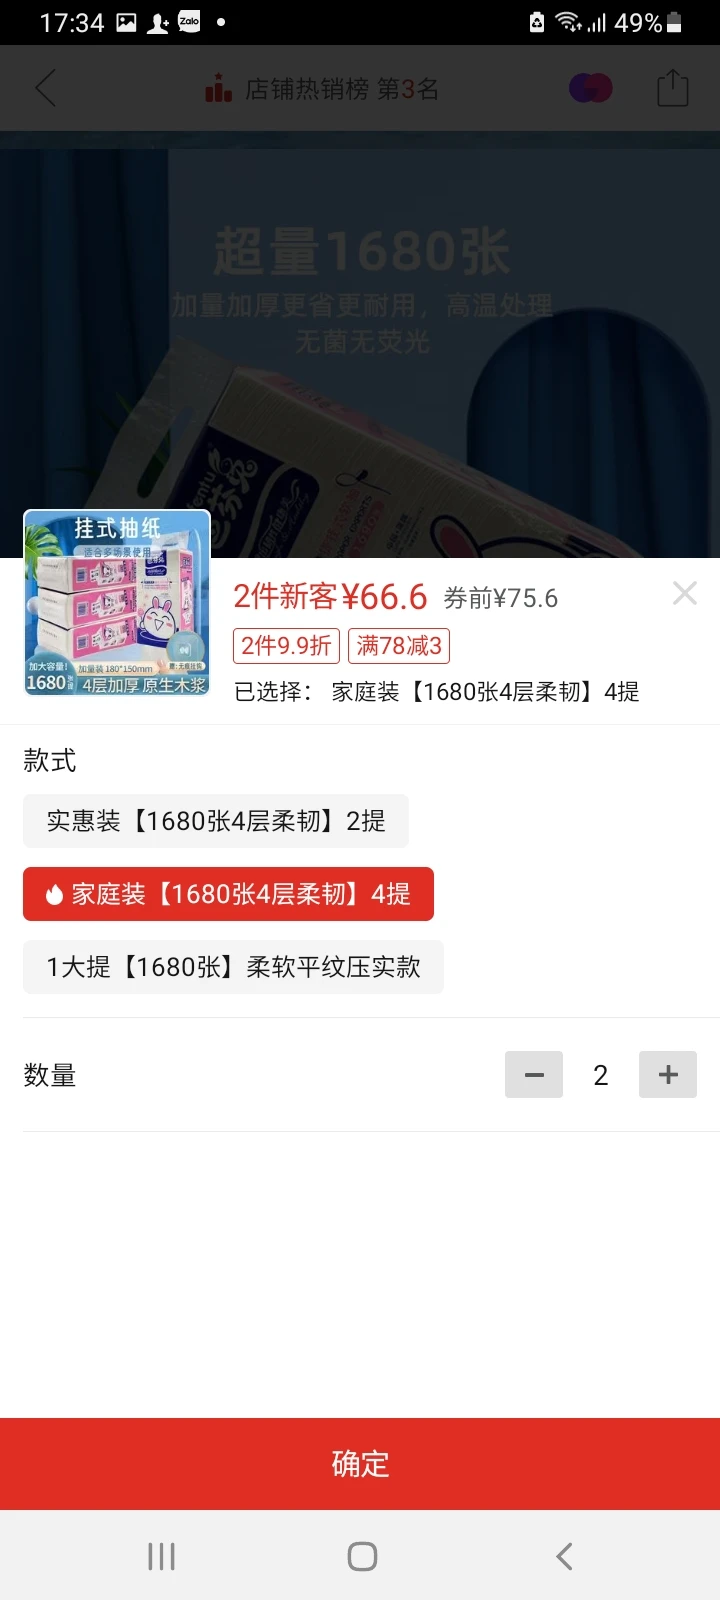 17:34
Zalo
49%
店铺热销榜 第3名
超量1680张
加量加厚更省更耐用，高温处理
无菌无荧光
挂式抽纸
适合多场景使用
加大容量!
1680张/提
加量装 180*150mm
赠:无痕挂钩
4层加厚 原生木浆
2件新客¥66.6 券前¥75.6
2件9.9折 满78减3
已选择： 家庭装【1680张4层柔韧】4提
款式
实惠装【1680张4层柔韧】2提
家庭装【1680张4层柔韧】4提
1大提【1680张】柔软平纹压实款
数量
2
确定